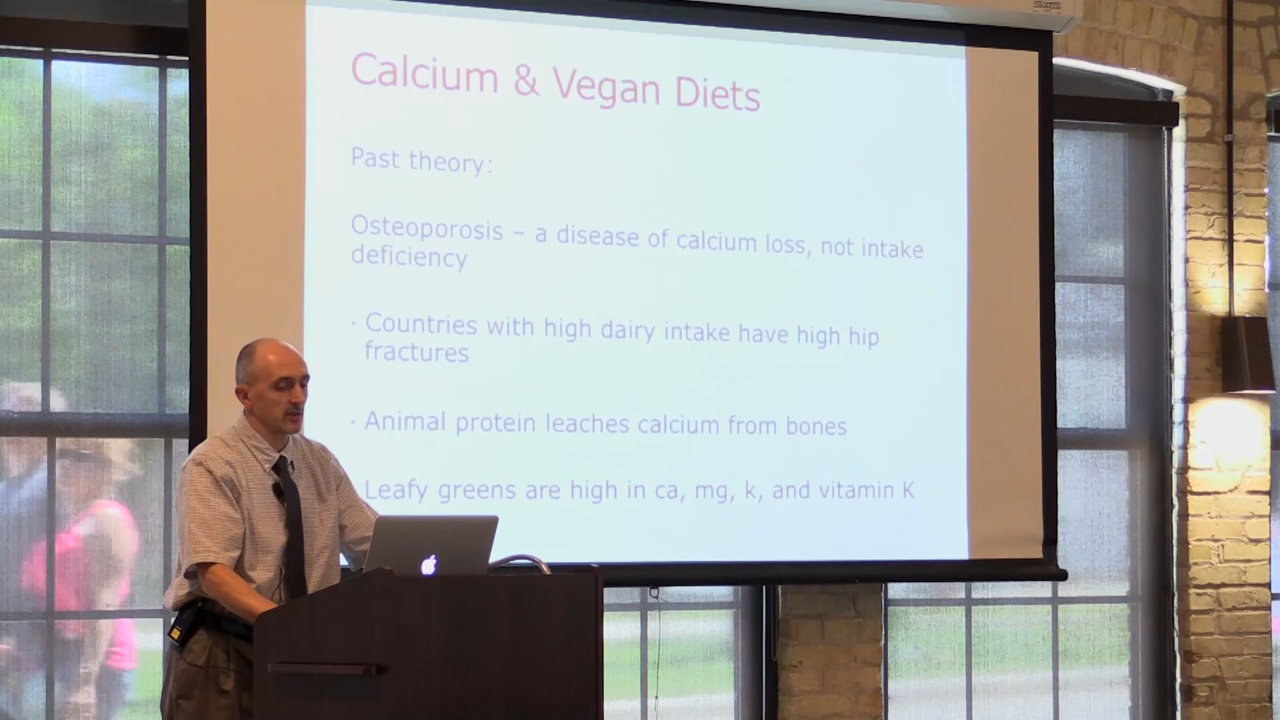 Calcium & Vegan Diets
Past theory:
Osteoporosis – a disease of calcium loss, not intake
deficiency
• Countries with high dairy intake have high hip
fractures
• Animal protein leaches calcium from bones
Leafy greens are high in ca, mg, k, and vitamin K